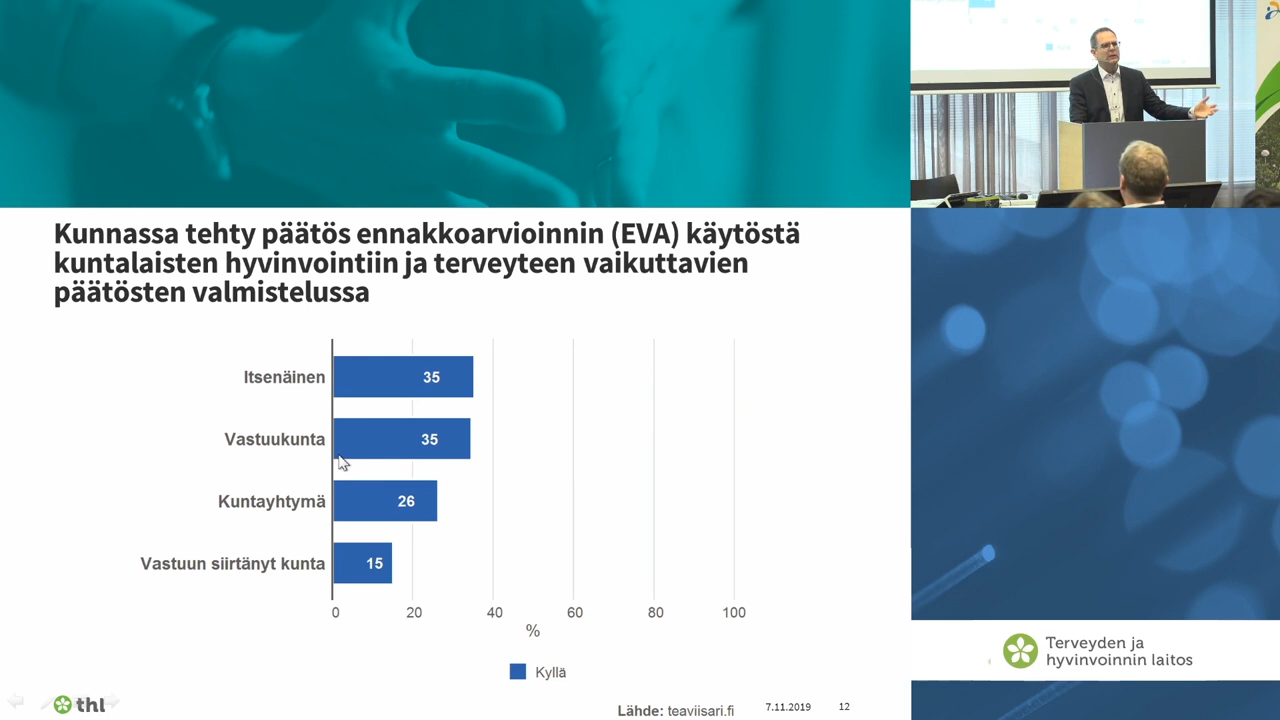 Kunnassa tehty päätös ennakkoarvioinnin (EVA) käytöstä
kuntalaisten hyvinvointiin ja terveyteen vaikuttavien
päätösten valmistelussa
Itsenäinen
35
Vastuukunta
35
Kuntayhtymä
26
Vastuun siirtänyt kunta
15
0 20 40 60 80 100
%
Kyllä
thl
Lähde: teaviisari.fi
7.11.2019
12
Terveyden ja
hyvinvoinnin laitos